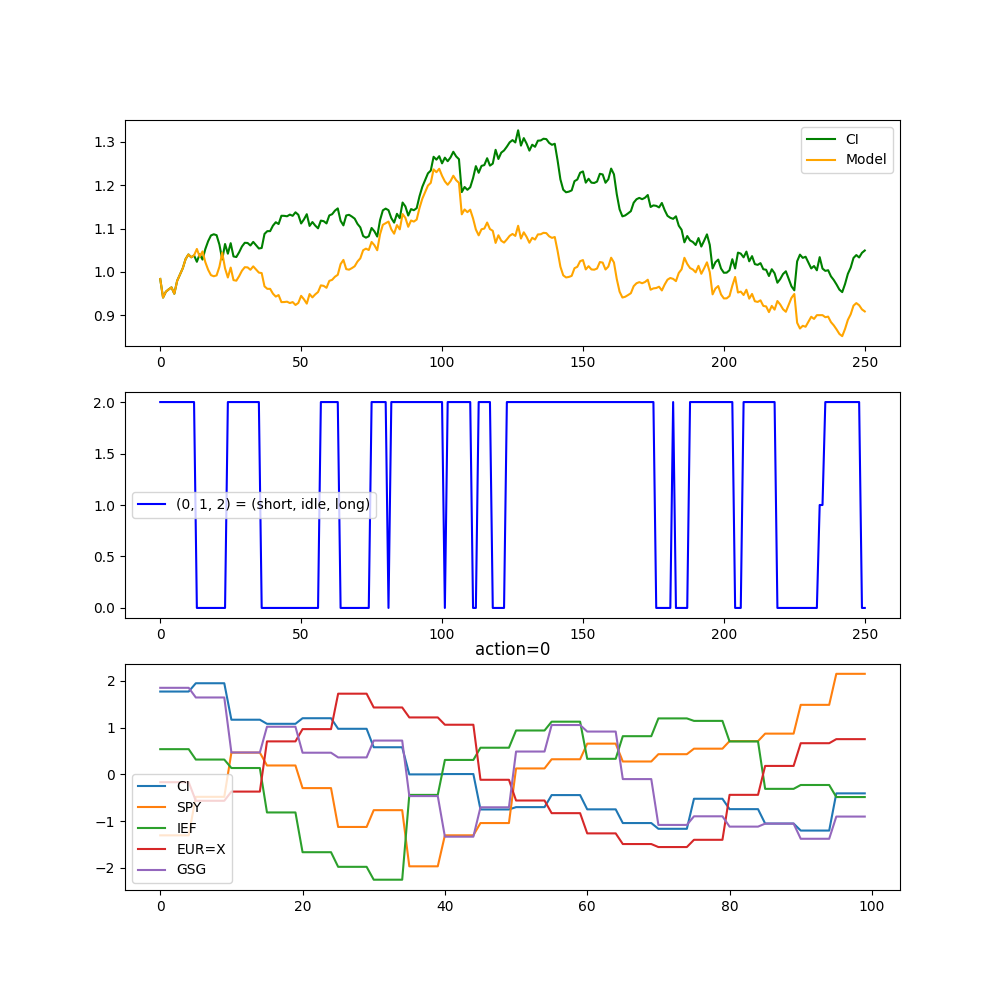 1.3
1.2
1.1
1.0
0.9
CI
Model
0 50 100 150 200 250
2.0
1.5
1.0
0.5
0.0
(0, 1, 2) = (short, idle, long)
0 50 100 150 200 250
action=0
2
1
0
−1
−2
CI
SPY
IEF
EUR=X
GSG
0 20 40 60 80 100